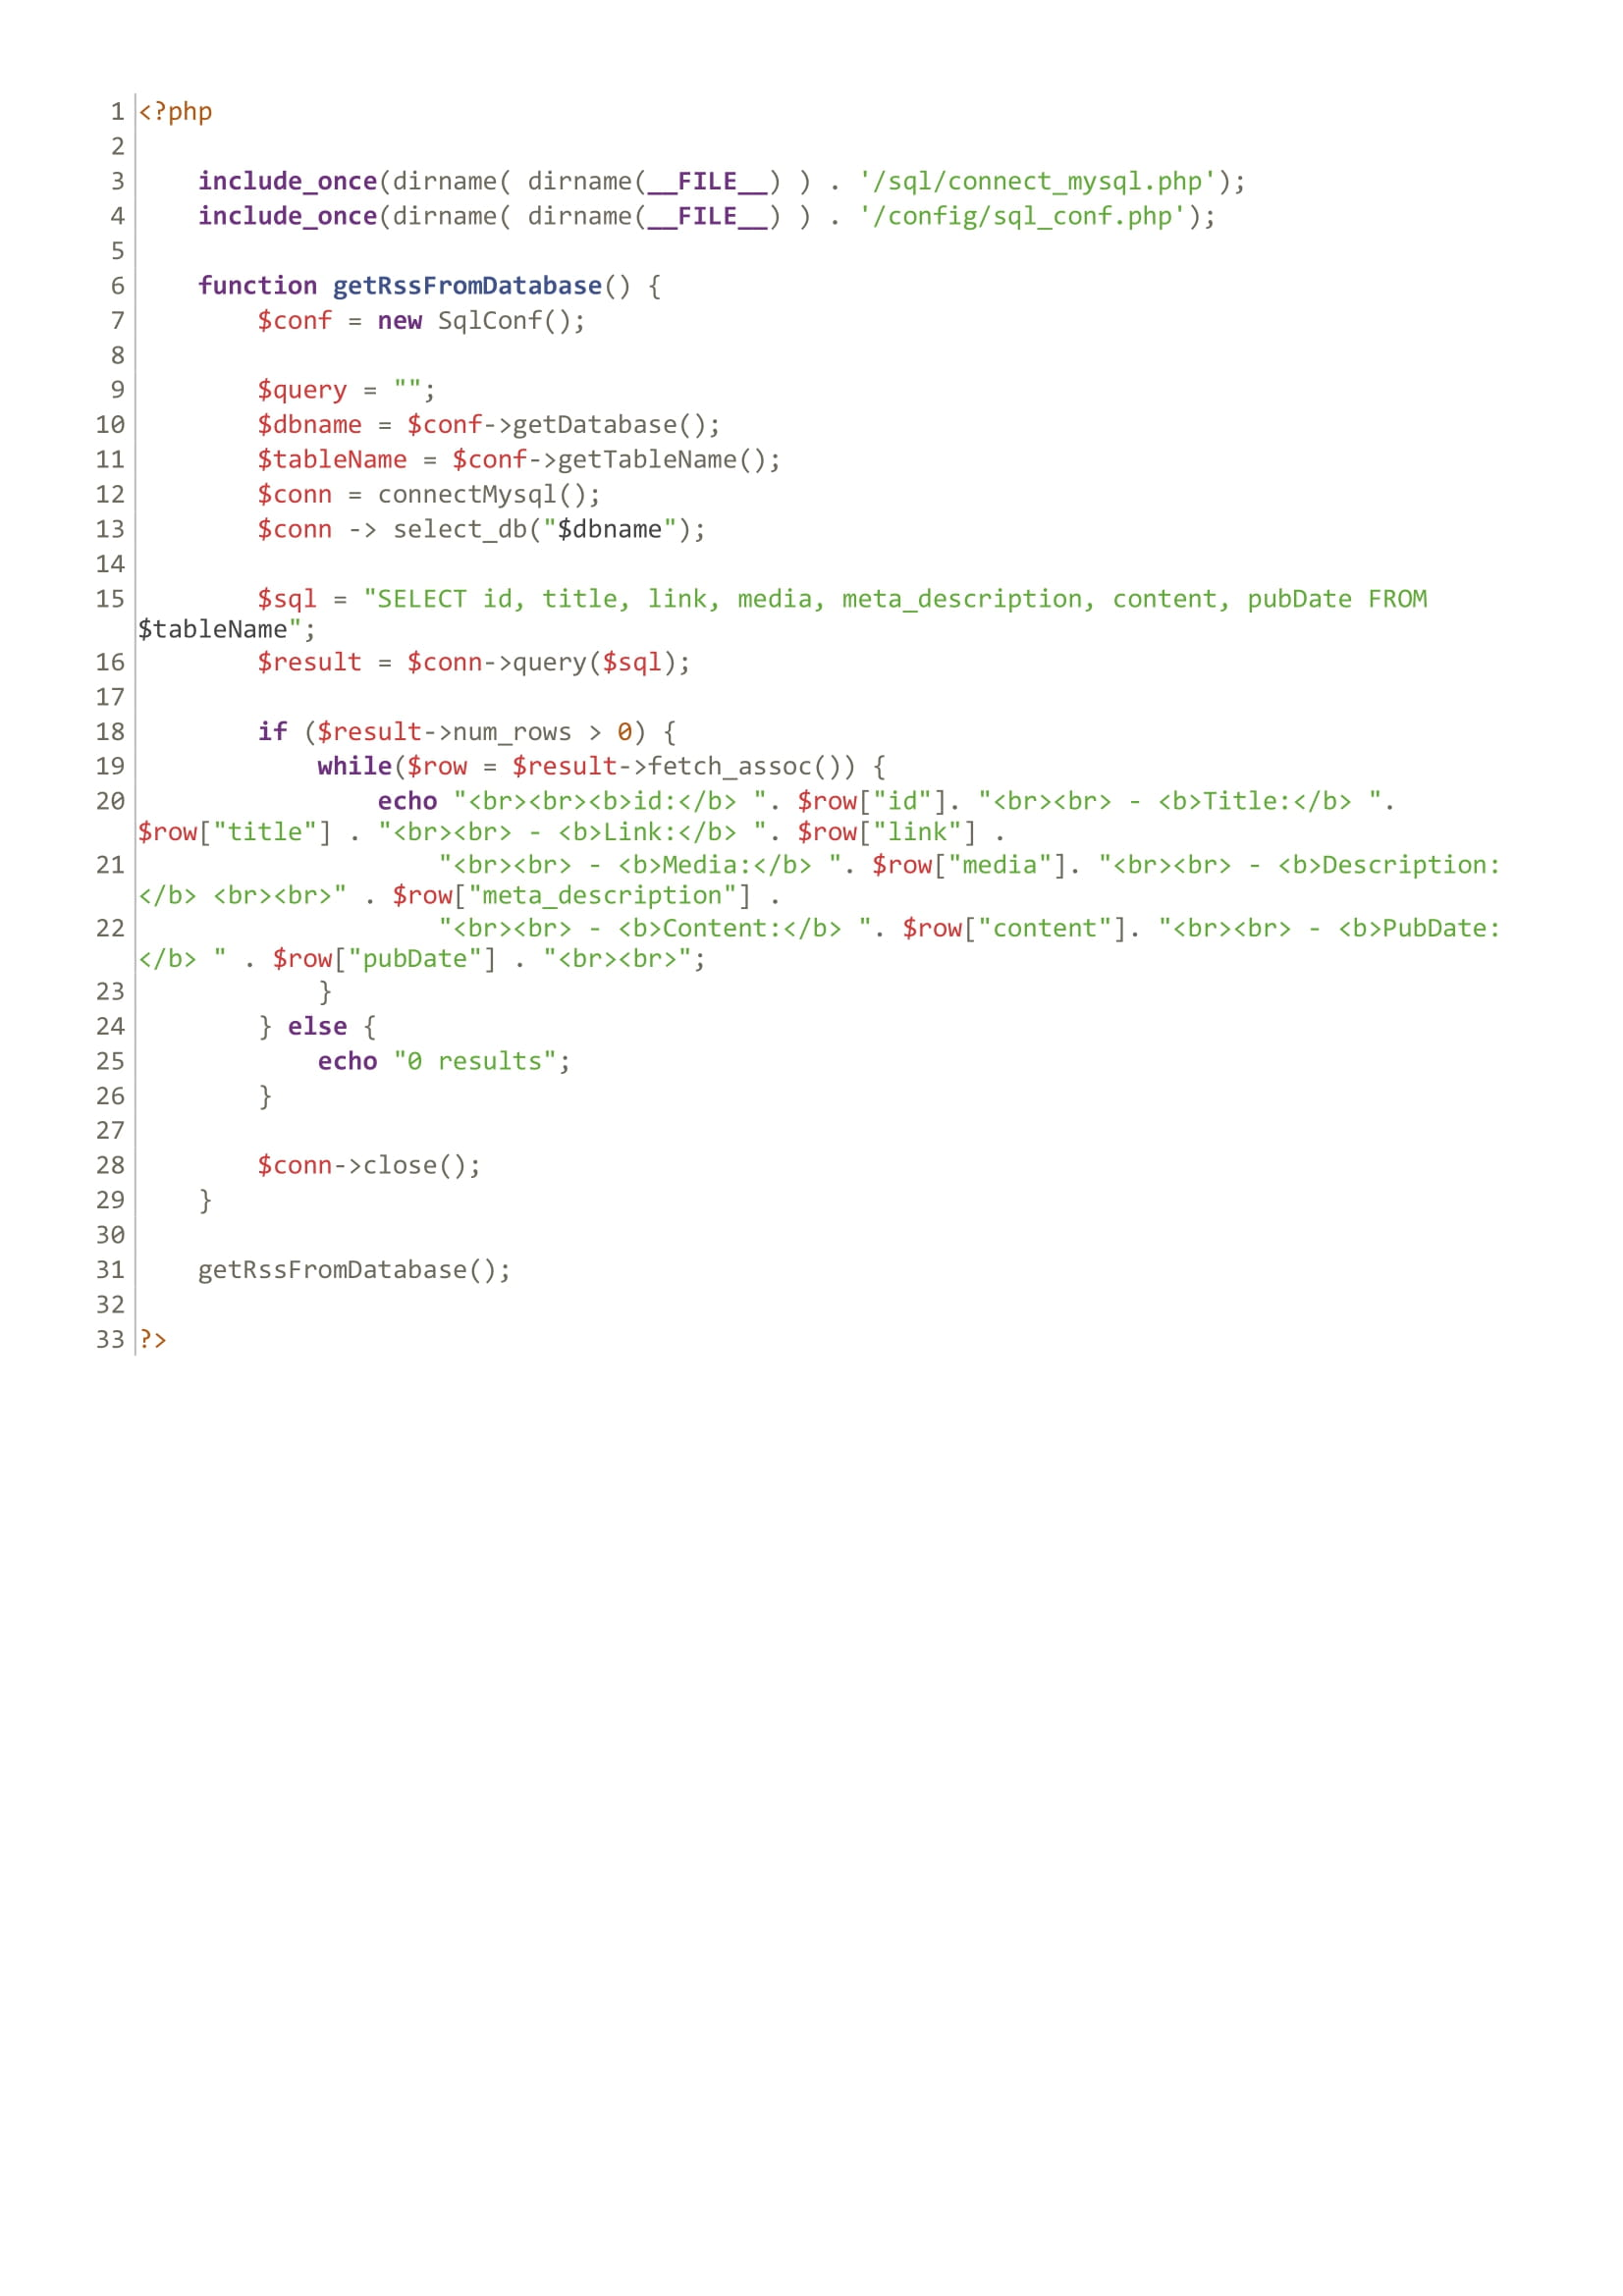 1 <?php
2
3     include_once(dirname( dirname(__FILE__) ) . '/sql/connect_mysql.php');
4     include_once(dirname( dirname(__FILE__) ) . '/config/sql_conf.php');
5
6     function getRssFromDatabase() {
7         $conf = new SqlConf();
8
9         $query = "";
10         $dbname = $conf->getDatabase();
11         $tableName = $conf->getTableName();
12         $conn = connectMysql();
13         $conn -> select_db("$dbname");
14
15         $sql = "SELECT id, title, link, media, meta_description, content, pubDate FROM
$tableName";
16         $result = $conn->query($sql);
17
18         if ($result->num_rows > 0) {
19             while($row = $result->fetch_assoc()) {
20                 echo "<br><br><b>id:</b> ". $row["id"]. "<br><br> - <b>Title:</b> ".
$row["title"] . "<br><br> - <b>Link:</b> ". $row["link"] .
21                     "<br><br> - <b>Media:</b> ". $row["media"]. "<br><br> - <b>Description:
</b> <br><br>" . $row["meta_description"] .
22                     "<br><br> - <b>Content:</b> ". $row["content"]. "<br><br> - <b>PubDate:
</b> " . $row["pubDate"] . "<br><br>";
23             }
24         } else {
25             echo "0 results";
26         }
27
28         $conn->close();
29     }
30
31     getRssFromDatabase();
32
33 ?>